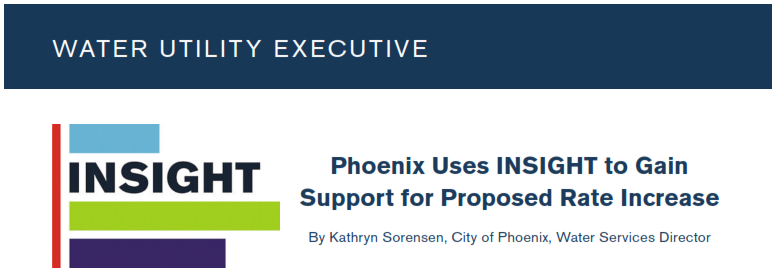 WATER UTILITY EXECUTIVE
INSIGHT
Phoenix Uses INSIGHT to Gain
Support for Proposed Rate Increase
By Kathryn Sorensen, City of Phoenix, Water Services Director